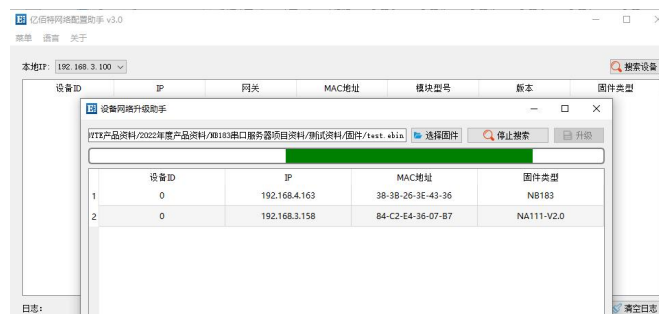 亿佰特网络配置助手 v3.0
菜单 语言 关于
本地IP: 192.168.3.100 搜索设备
设备ID IP 网关 MAC地址 模块型号 版本 固件类型
设备网络升级助手
BYTE产品资料/2022年度产品资料/NB183串口服务器项目资料/测试资料/固件/test.ebin 选择固件 停止搜索 升级
设备ID IP MAC地址 固件类型
1 0 192.168.4.163 38-3B-26-3E-43-36 NB183
2 0 192.168.3.158 84-C2-E4-36-07-B7 NA111-V2.0
日志: 清空日志